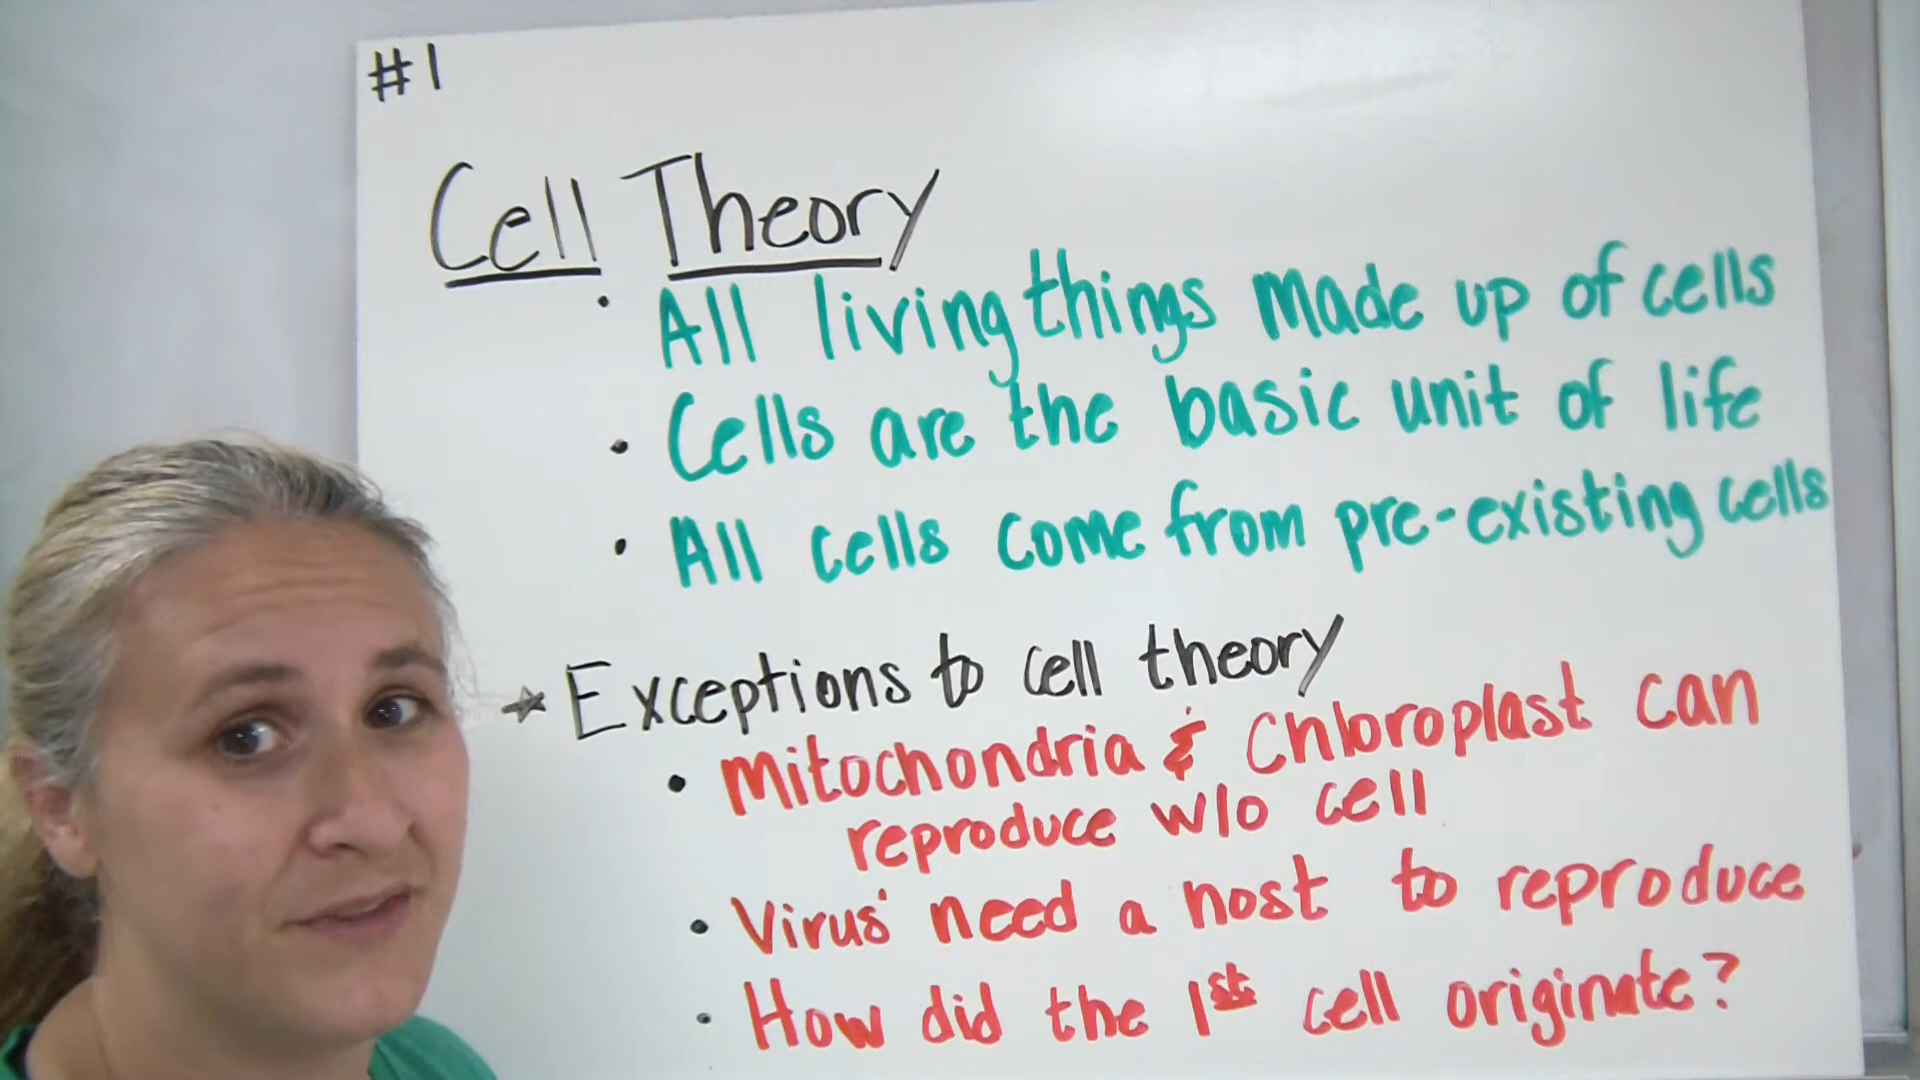 #1
Cell Theory
• All living things made up of cells
• Cells are the basic unit of life
• All cells come from pre-existing cells
* Exceptions to cell theory
• Mitochondria & Chloroplast can
reproduce w/o cell
• Virus' need a host to reproduce
• How did the 1st cell originate?